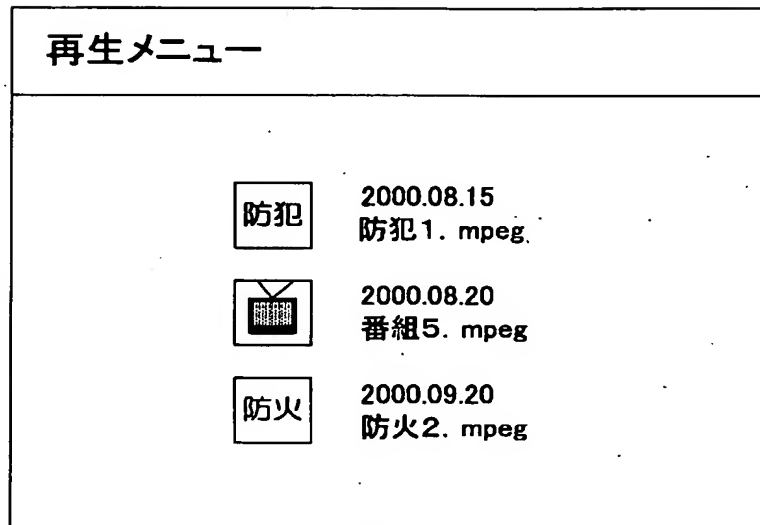 再生メニュー
防犯
2000.08.15
防犯1. mpeg
2000.08.20
番組5. mpeg
防火
2000.09.20
防火2. mpeg